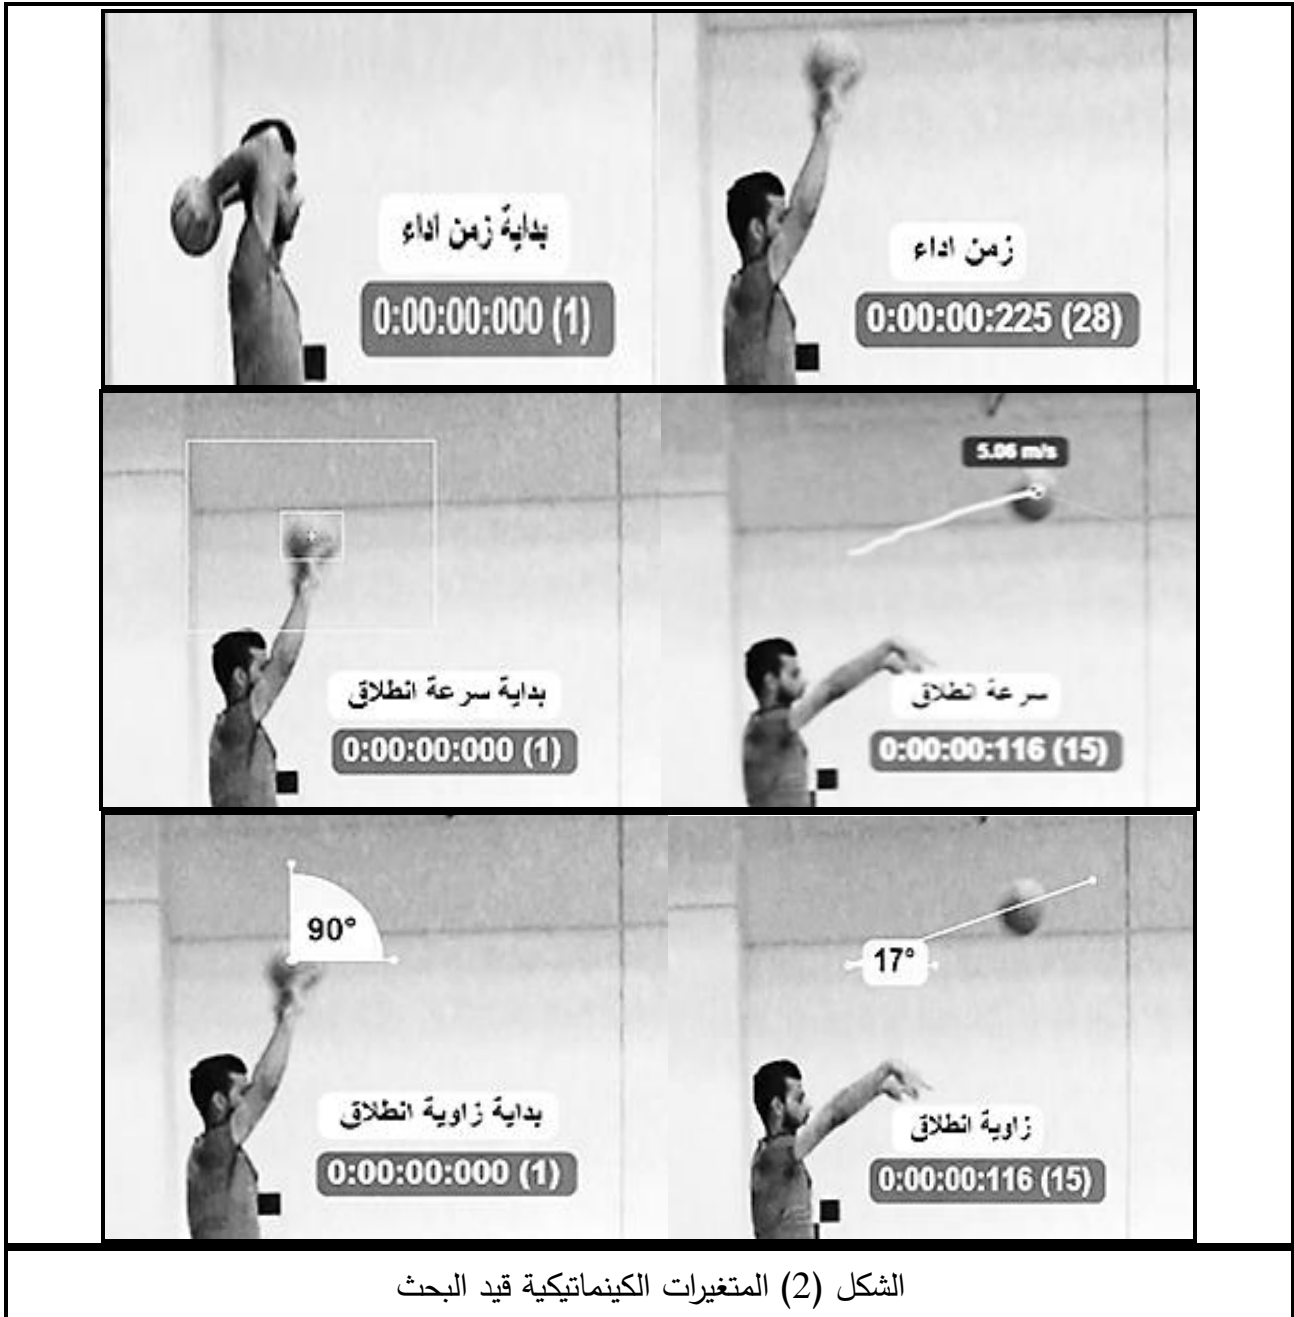 بداية زمن اداء
0:00:00:000 (1)
زمن اداء
0:00:00:225 (28)
بداية سرعة انطلاق
0:00:00:000 (1)
5.06 m/s
سرعة انطلاق
0:00:00:116 (15)
90°
بداية زاوية انطلاق
0:00:00:000 (1)
17°
زاوية انطلاق
0:00:00:116 (15)
الشكل (2) المتغيرات الكينماتيكية قيد البحث